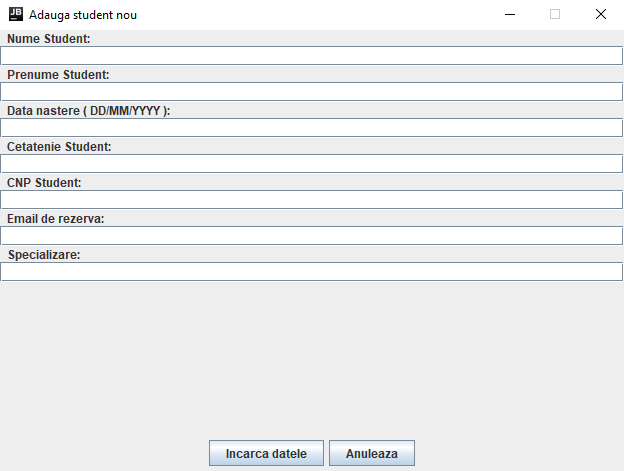 JB
Adauga student nou
Nume Student:
Prenume Student:
Data nastere ( DD/MM/YYYY ):
Cetatenie Student:
CNP Student:
Email de rezerva:
Specializare:
Incarca datele
Anuleaza